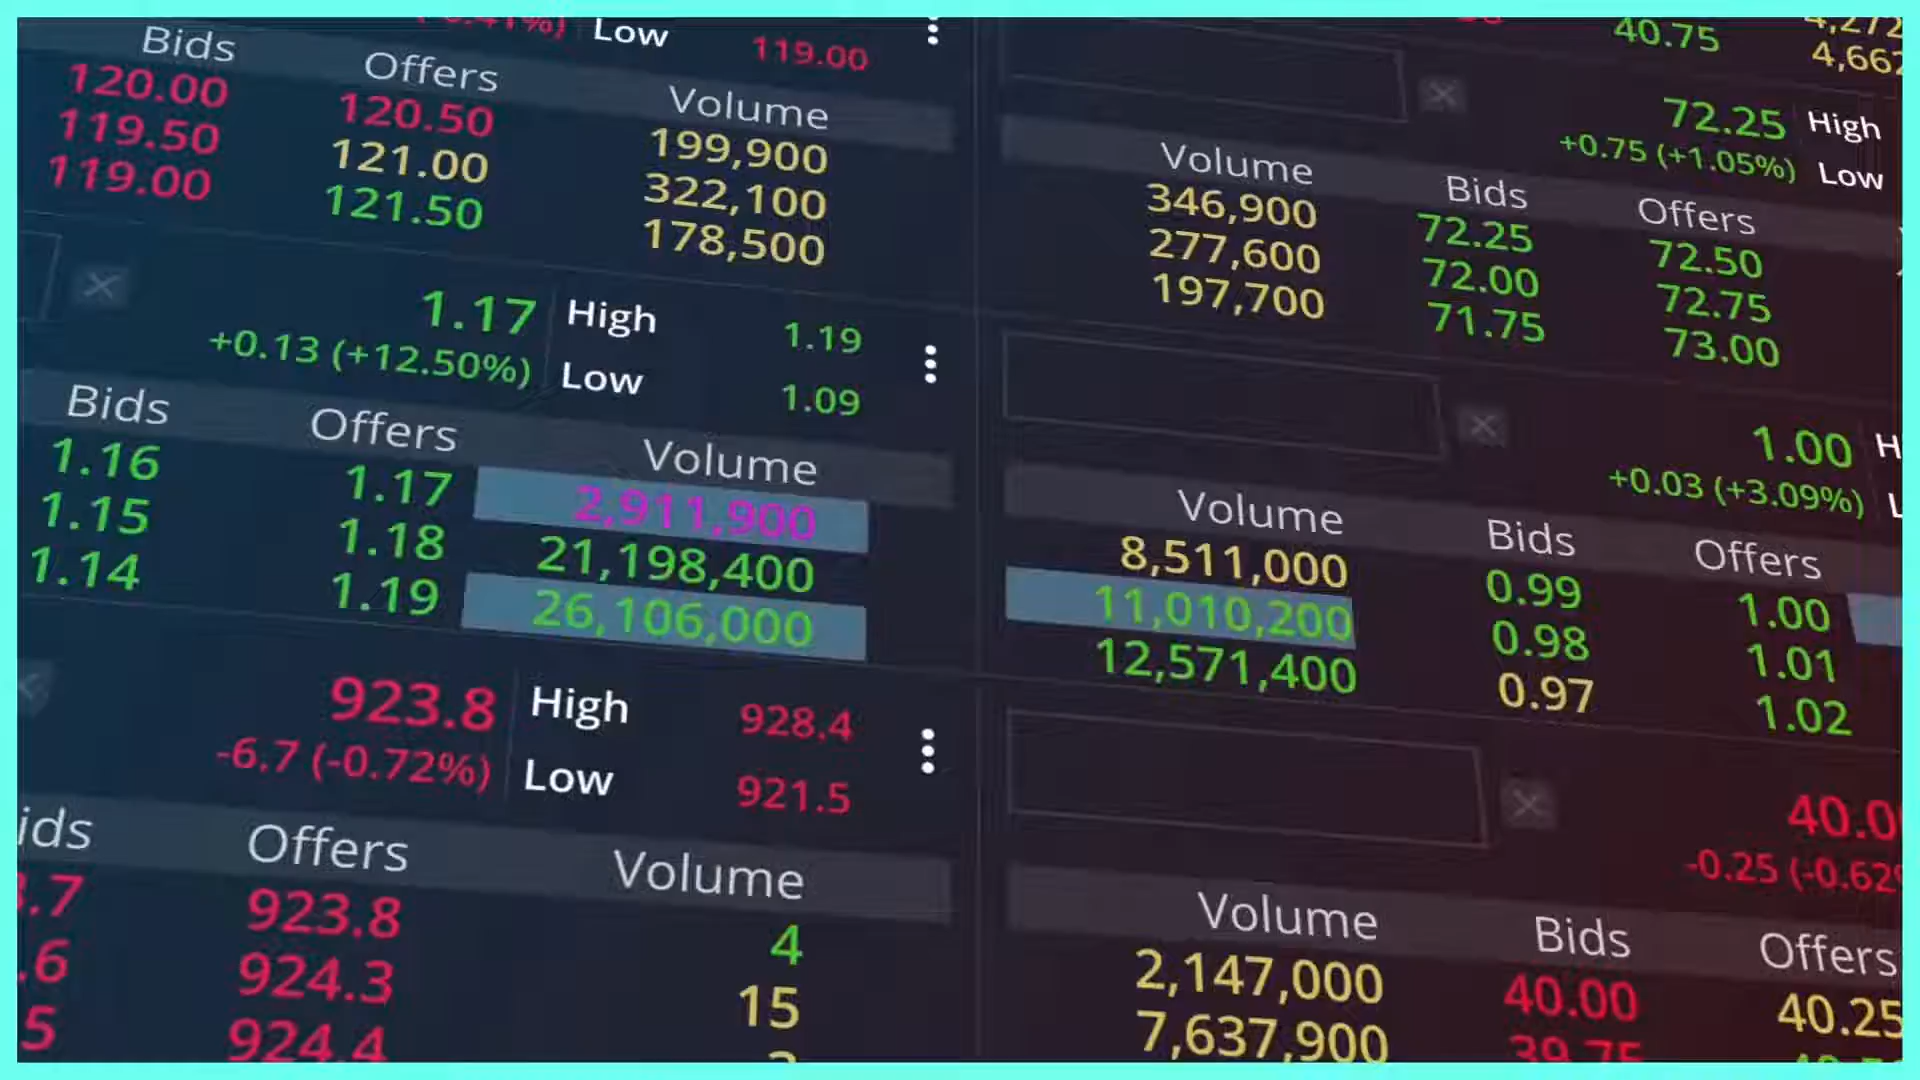 Low 119.00
Bids Offers Volume
120.00 120.50 199,900
119.50 121.00 322,100
119.00 121.50 178,500
1.17 High 1.19
+0.13 (+12.50%) Low 1.09
Bids Offers Volume
1.16 1.17 2,911,900
1.15 1.18 21,198,400
1.14 1.19 26,106,000
923.8 High 928.4
-6.7 (-0.72%) Low 921.5
Offers Volume
923.8 4
924.3 15
924.4
40.75
72.25 High
+0.75 (+1.05%) Low
Volume Bids Offers
346,900 72.25 72.50
277,600 72.00 72.75
197,700 71.75 73.00
1.00
+0.03 (+3.09%)
Volume Bids Offers
8,511,000 0.99 1.00
11,010,200 0.98 1.01
12,571,400 0.97 1.02
-0.25
Volume Bids Offers
2,147,000 40.00 40.25
7,637,900 39.75